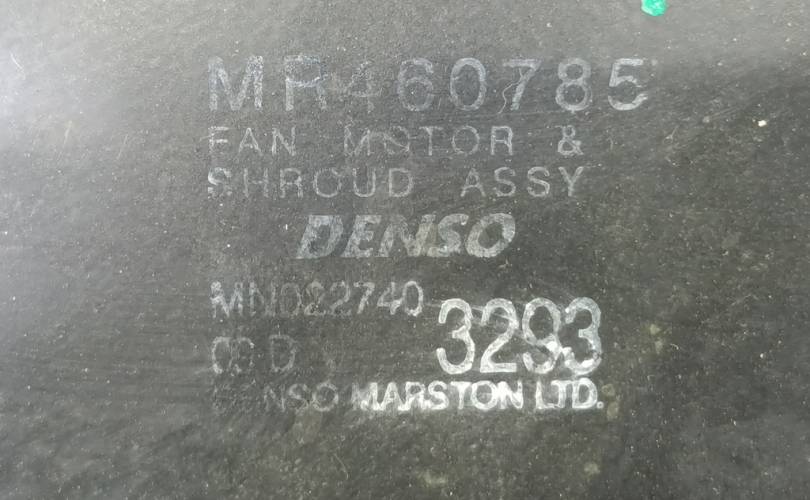 MR460785
FAN MOTOR &
SHROUD ASSY
DENSO
MN022740
3293
DENSO MARSTON LTD.